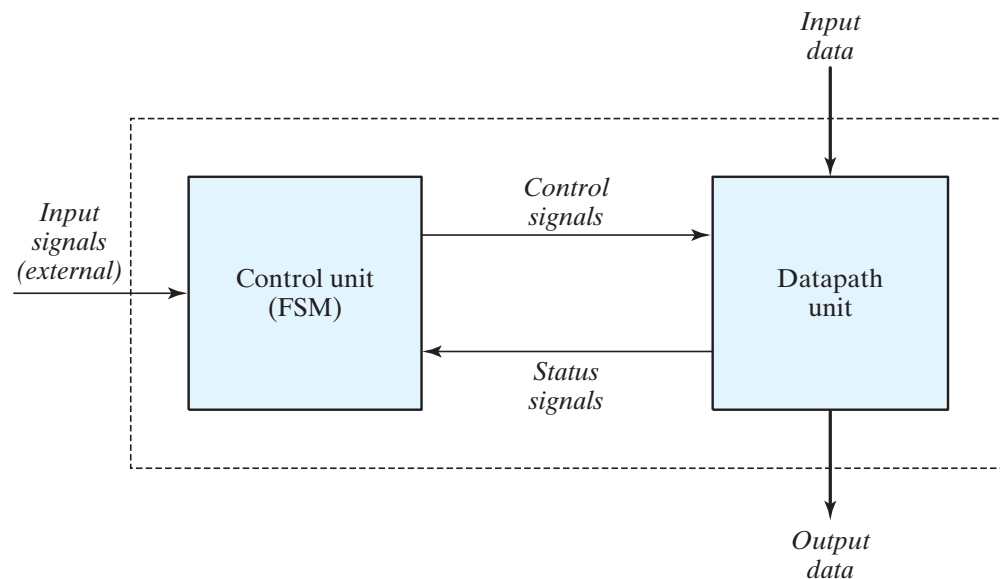 Input
data
Input
signals
(external)
Control unit
(FSM)
Control
signals
Datapath
unit
Status
signals
Output
data